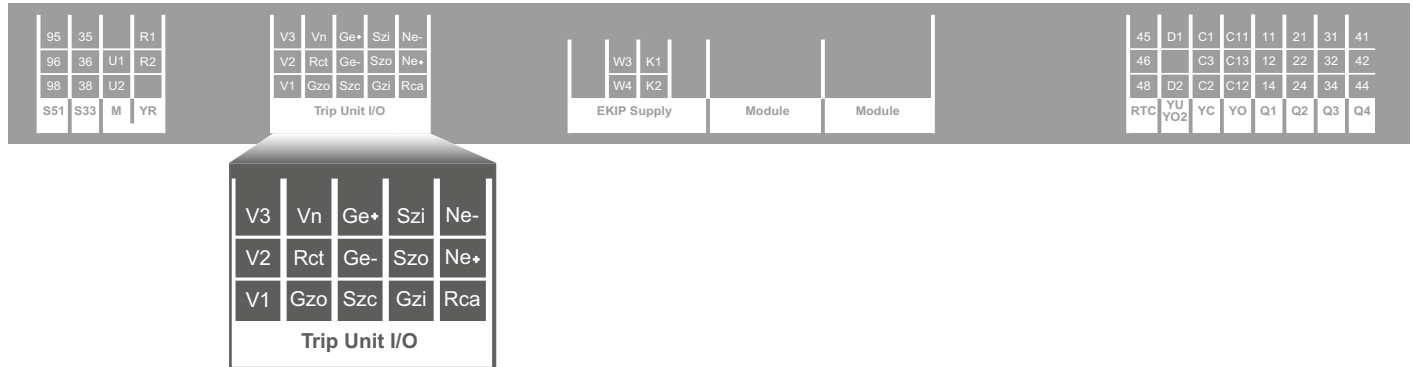 95 35 R1 V3 Vn Ge+ Szi Ne- 45 D1 C1 C11 11 21 31 41
96 36 U1 R2 V2 Rct Ge- Szo Ne+ W3 K1 46 C3 C13 12 22 32 42
98 38 U2 V1 Gzo Szc Gzi Rca W4 K2 48 D2 C2 C12 14 24 34 44
S51 S33 M YR Trip Unit I/O EKIP Supply Module Module RTC YU YO2 YC YO Q1 Q2 Q3 Q4
V3 Vn Ge+ Szi Ne-
V2 Rct Ge- Szo Ne+
V1 Gzo Szc Gzi Rca
Trip Unit I/O